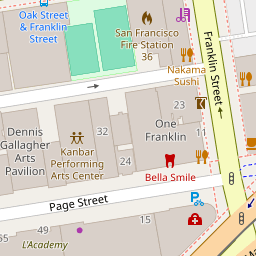 Oak Street
& Franklin
Street
San Francisco
Fire Station
36
Franklin Street
Nakama
Sushi
32
23
One
Franklin
11
Dennis
Gallagher
Arts
Pavilion
Kanbar
Performing
Arts Center
24
Bella Smile
Page Street
55
49
L'Academy
15